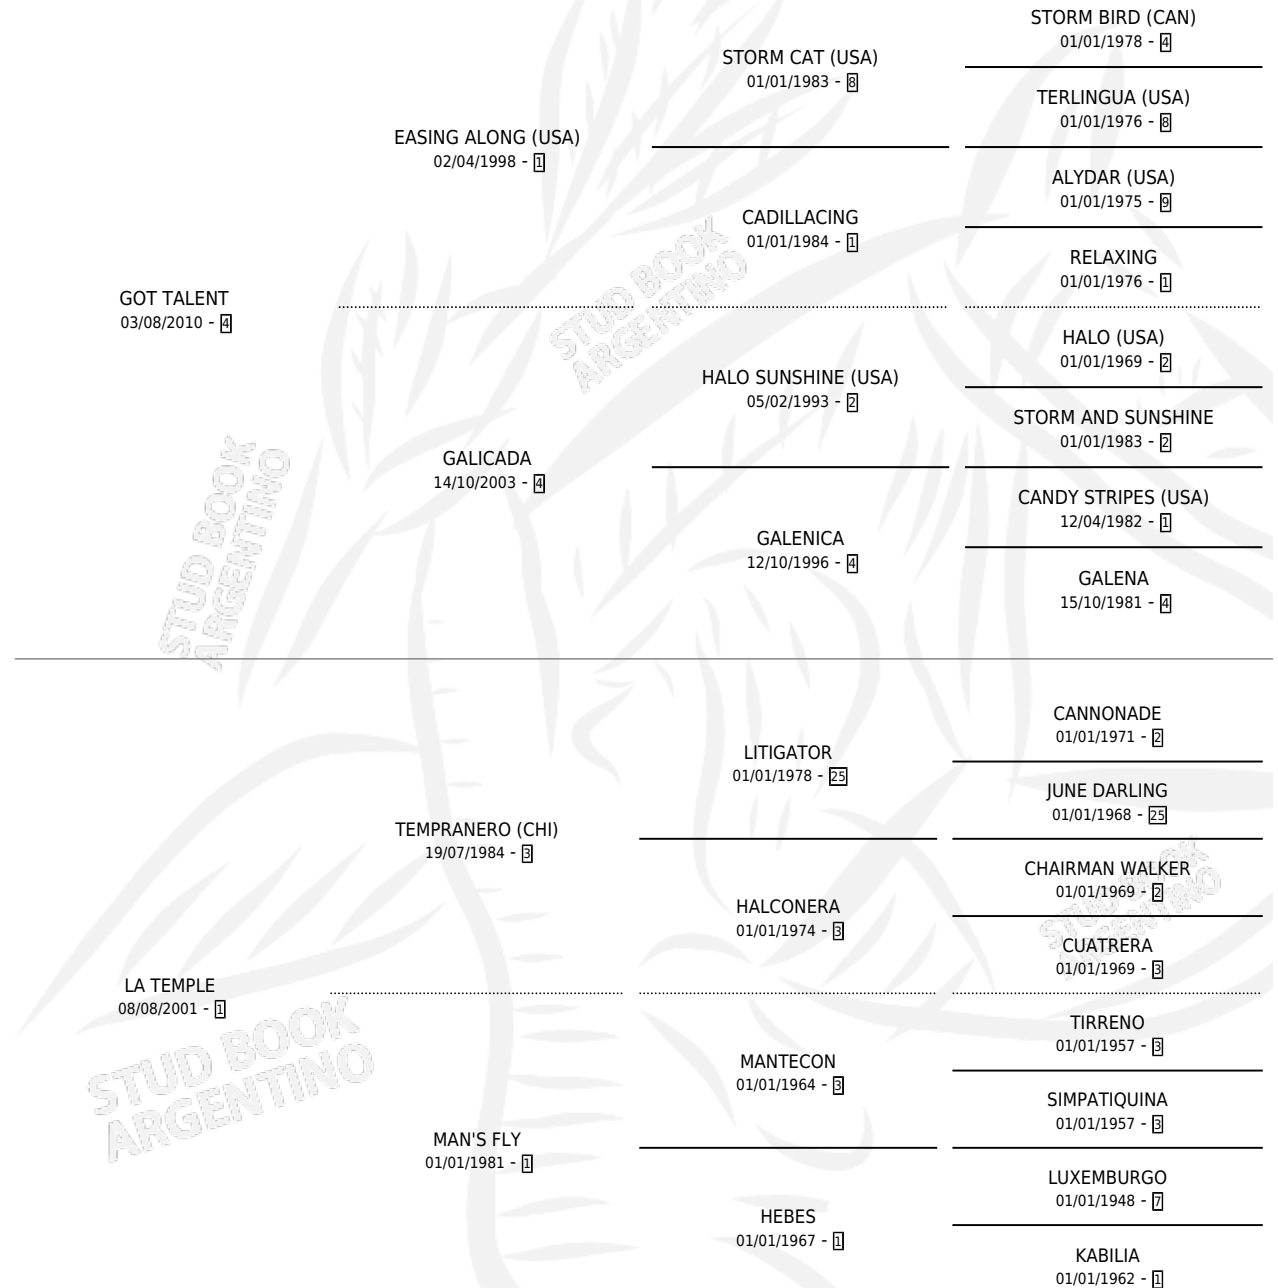 STORM BIRD (CAN)
01/01/1978 - 4
STORM CAT (USA)
01/01/1983 - 8
TERLINGUA (USA)
01/01/1976 - 8
EASING ALONG (USA)
02/04/1998 - 1
ALYDAR (USA)
01/01/1975 - 9
CADILLACING
01/01/1984 - 1
RELAXING
01/01/1976 - 1
GOT TALENT
03/08/2010 - 4
HALO (USA)
01/01/1969 - 2
HALO SUNSHINE (USA)
05/02/1993 - 2
STORM AND SUNSHINE
01/01/1983 - 2
GALICADA
14/10/2003 - 4
CANDY STRIPES (USA)
12/04/1982 - 1
GALENICA
12/10/1996 - 4
GALENA
15/10/1981 - 4
STUD BOOK
ARGENTINO
STUD BOOK
ARGENTINO
CANNONADE
01/01/1971 - 2
LITIGATOR
01/01/1978 - 25
JUNE DARLING
01/01/1968 - 25
TEMPRANERO (CHI)
19/07/1984 - 3
CHAIRMAN WALKER
01/01/1969 - 2
HALCONERA
01/01/1974 - 3
CUATRERA
01/01/1969 - 3
LA TEMPLE
08/08/2001 - 1
TIRRENO
01/01/1957 - 3
MANTECON
01/01/1964 - 3
SIMPATIQUINA
01/01/1957 - 3
MAN'S FLY
01/01/1981 - 1
LUXEMBURGO
01/01/1948 - 7
HEBES
01/01/1967 - 1
KABILIA
01/01/1962 - 1
STUD BOOK
ARGENTINO
STUD BOOK
ARGENTINO